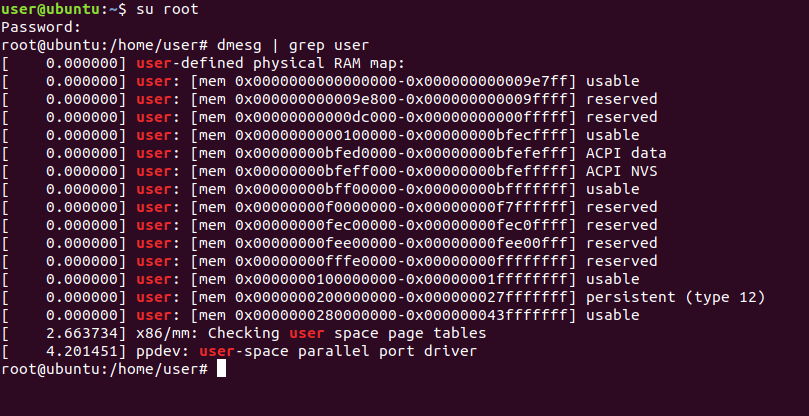 user@ubuntu:~$ su root
Password:
root@ubuntu:/home/user# dmesg | grep user
[    0.000000] user-defined physical RAM map:
[    0.000000] user: [mem 0x0000000000000000-0x000000000009e7ff] usable
[    0.000000] user: [mem 0x000000000009e800-0x000000000009ffff] reserved
[    0.000000] user: [mem 0x00000000000dc000-0x00000000000fffff] reserved
[    0.000000] user: [mem 0x0000000000100000-0x00000000bfecffff] usable
[    0.000000] user: [mem 0x00000000bfed0000-0x00000000bfefefff] ACPI data
[    0.000000] user: [mem 0x00000000bfeff000-0x00000000bfefffff] ACPI NVS
[    0.000000] user: [mem 0x00000000bff00000-0x00000000bfffffff] usable
[    0.000000] user: [mem 0x00000000f0000000-0x00000000f7ffffff] reserved
[    0.000000] user: [mem 0x00000000fec00000-0x00000000fec0ffff] reserved
[    0.000000] user: [mem 0x00000000fee00000-0x00000000fee00fff] reserved
[    0.000000] user: [mem 0x00000000fffe0000-0x00000000ffffffff] reserved
[    0.000000] user: [mem 0x0000000100000000-0x00000001ffffffff] usable
[    0.000000] user: [mem 0x0000000200000000-0x000000027fffffff] persistent (type 12)
[    0.000000] user: [mem 0x0000000280000000-0x000000043fffffff] usable
[    2.663734] x86/mm: Checking user space page tables
[    4.201451] ppdev: user-space parallel port driver
root@ubuntu:/home/user#